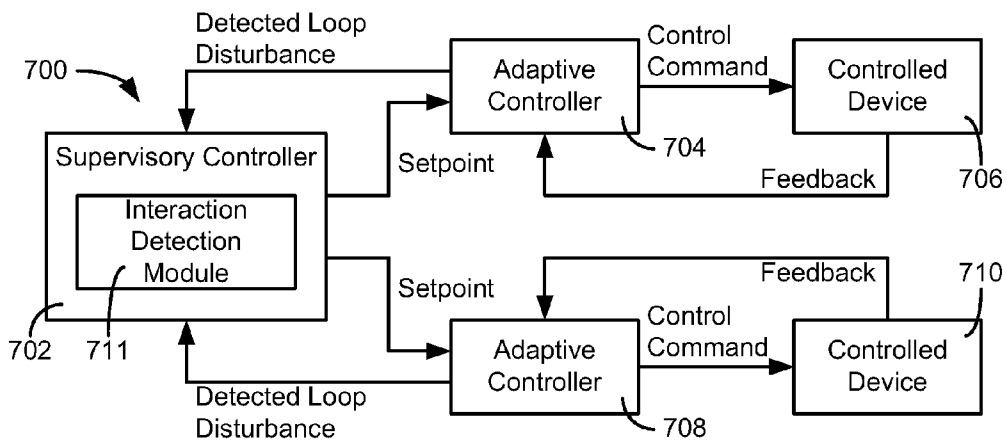 Detected Loop
Disturbance
700
Adaptive
Controller
704
Control
Command
Controlled
Device
706
Supervisory Controller
Setpoint
Feedback
Interaction
Detection
Module
702
711
Setpoint
Feedback
710
Adaptive
Controller
708
Control
Command
Controlled
Device
Detected Loop
Disturbance